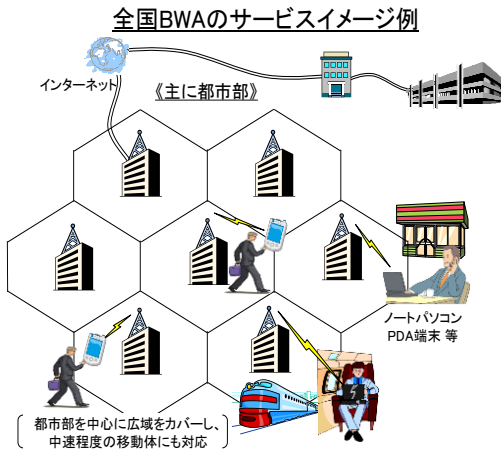 全国BWAのサービスイメージ例
インターネット
《主に都市部》
ノートパソコン
PDA端末 等
都市部を中心に広域をカバーし、
中速程度の移動体にも対応